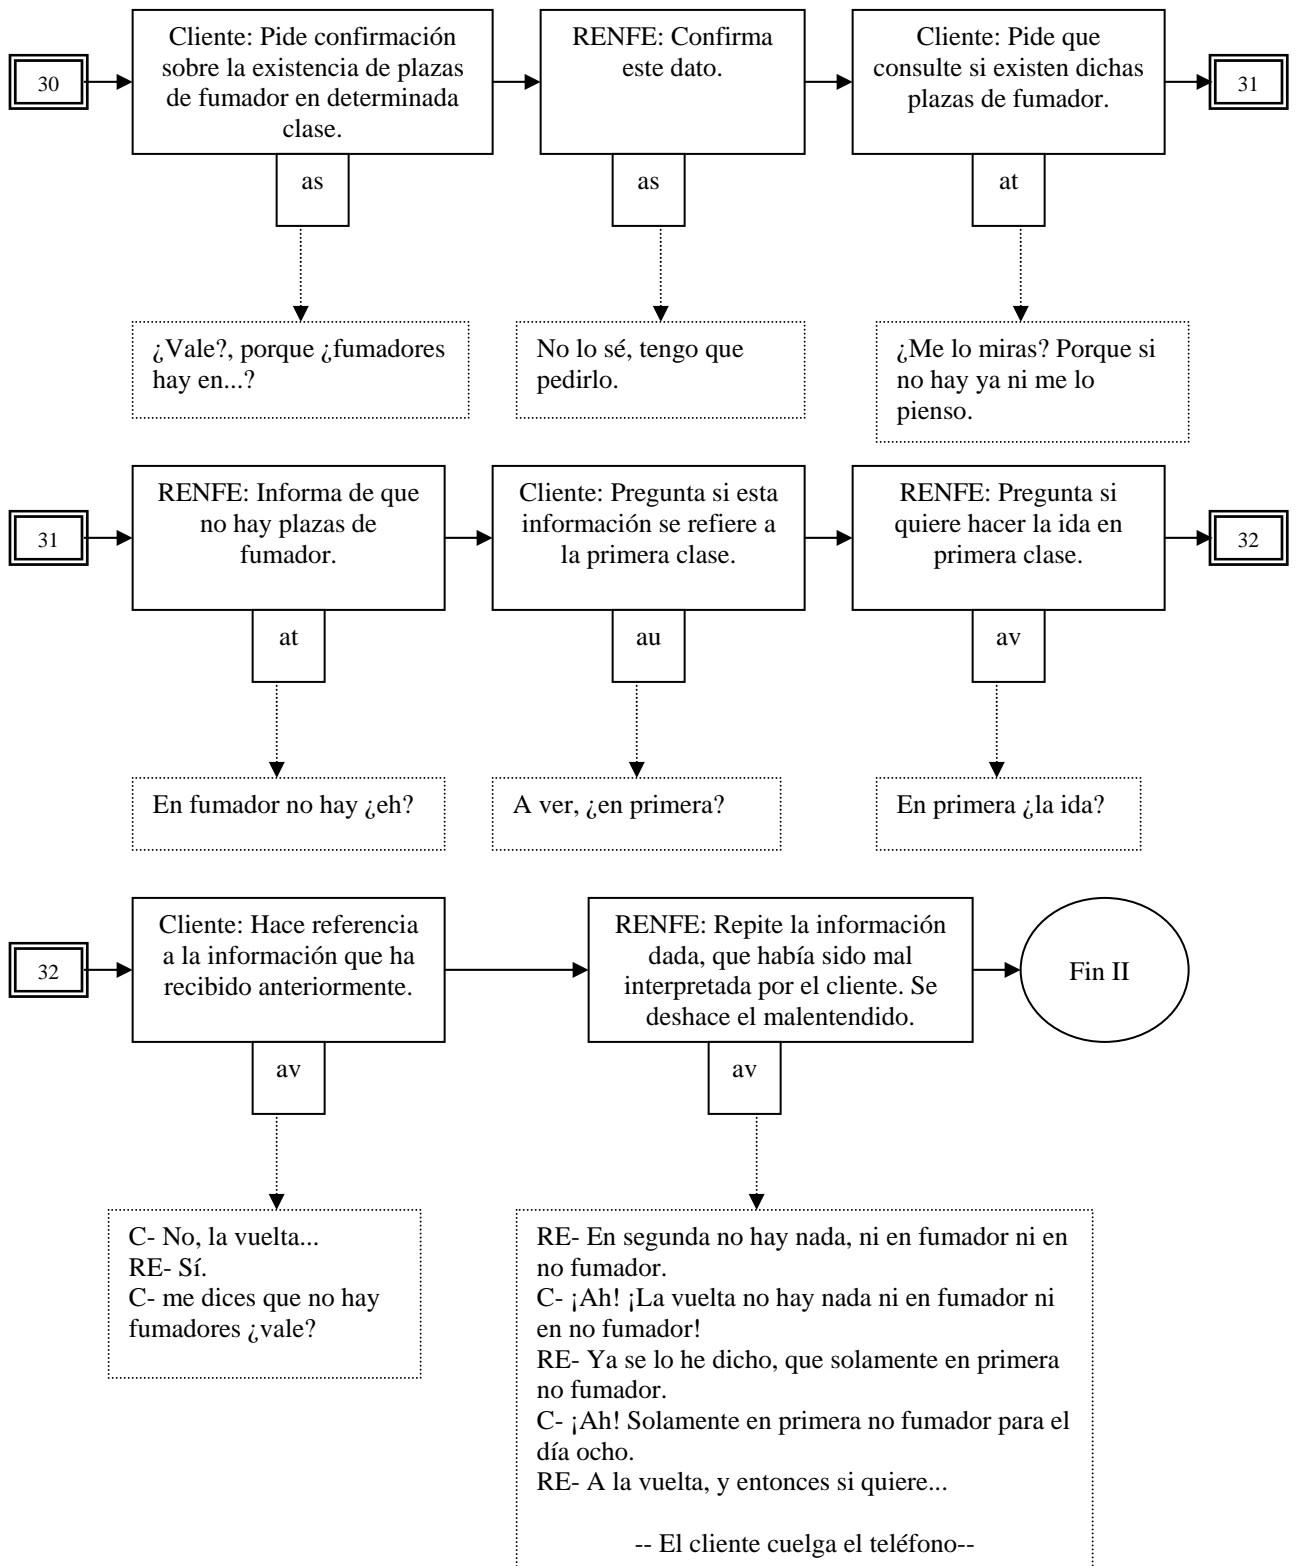 30
Cliente: Pide confirmación
sobre la existencia de plazas
de fumador en determinada
clase.
as
RENFE: Confirma
este dato.
as
Cliente: Pide que
consulte si existen dichas
plazas de fumador.
at
31
¿Vale?, porque ¿fumadores
hay en...?
No lo sé, tengo que
pedirlo.
¿Me lo miras? Porque si
no hay ya ni me lo
pienso.
31
RENFE: Informa de que
no hay plazas de
fumador.
at
Cliente: Pregunta si esta
información se refiere a
la primera clase.
au
RENFE: Pregunta si
quiere hacer la ida en
primera clase.
av
32
En fumador no hay ¿eh?
A ver, ¿en primera?
En primera ¿la ida?
32
Cliente: Hace referencia
a la información que ha
recibido anteriormente.
av
RENFE: Repite la información
dada, que había sido mal
interpretada por el cliente. Se
deshace el malentendido.
av
Fin II
C- No, la vuelta...
RE- Sí.
C- me dices que no hay
fumadores ¿vale?
RE- En segunda no hay nada, ni en fumador ni en
no fumador.
C- ¡Ah! ¡La vuelta no hay nada ni en fumador ni
en no fumador!
RE- Ya se lo he dicho, que solamente en primera
no fumador.
C- ¡Ah! Solamente en primera no fumador para el
día ocho.
RE- A la vuelta, y entonces si quiere...
-- El cliente cuelga el teléfono--